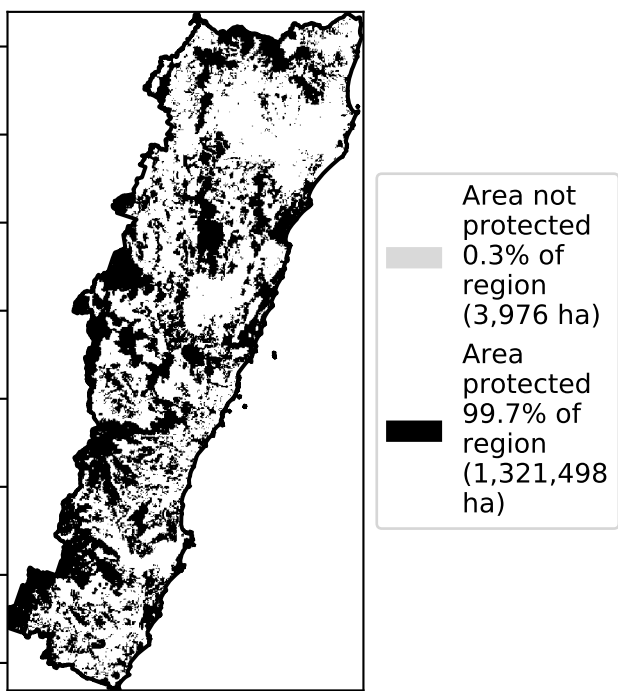 Area not
protected
0.3% of
region
(3,976 ha)
Area
protected
99.7% of
region
(1,321,498
ha)